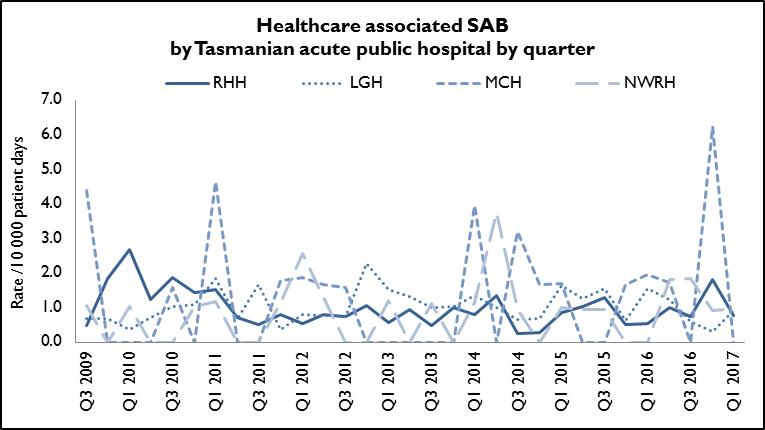 Healthcare associated SAB
by Tasmanian acute public hospital by quarter
RHH LGH MCH NWRH
Rate /10 000 patient days
7.0
6.0
5.0
4.0
3.0
2.0
1.0
0.0
Q3 2009
Q1 2010
Q3 2010
Q1 2011
Q3 2011
Q1 2012
Q3 2012
Q1 2013
Q3 2013
Q1 2014
Q3 2014
Q1 2015
Q3 2015
Q1 2016
Q3 2016
Q1 2017